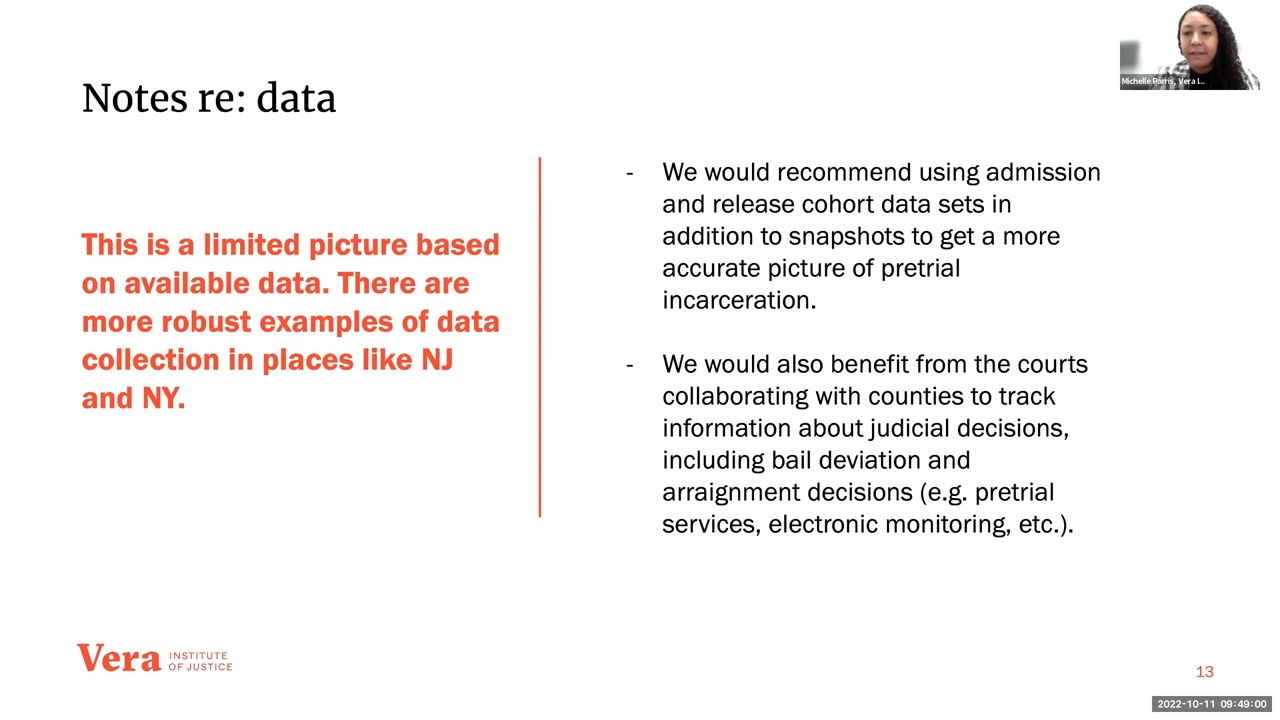 Michelle Parris, Vera I...
Notes re: data
This is a limited picture based
on available data. There are
more robust examples of data
collection in places like NJ
and NY.
- We would recommend using admission
and release cohort data sets in
addition to snapshots to get a more
accurate picture of pretrial
incarceration.
- We would also benefit from the courts
collaborating with counties to track
information about judicial decisions,
including bail deviation and
arraignment decisions (e.g. pretrial
services, electronic monitoring, etc.).
Vera INSTITUTE
OF JUSTICE
13
2022-10-11 09:49:00